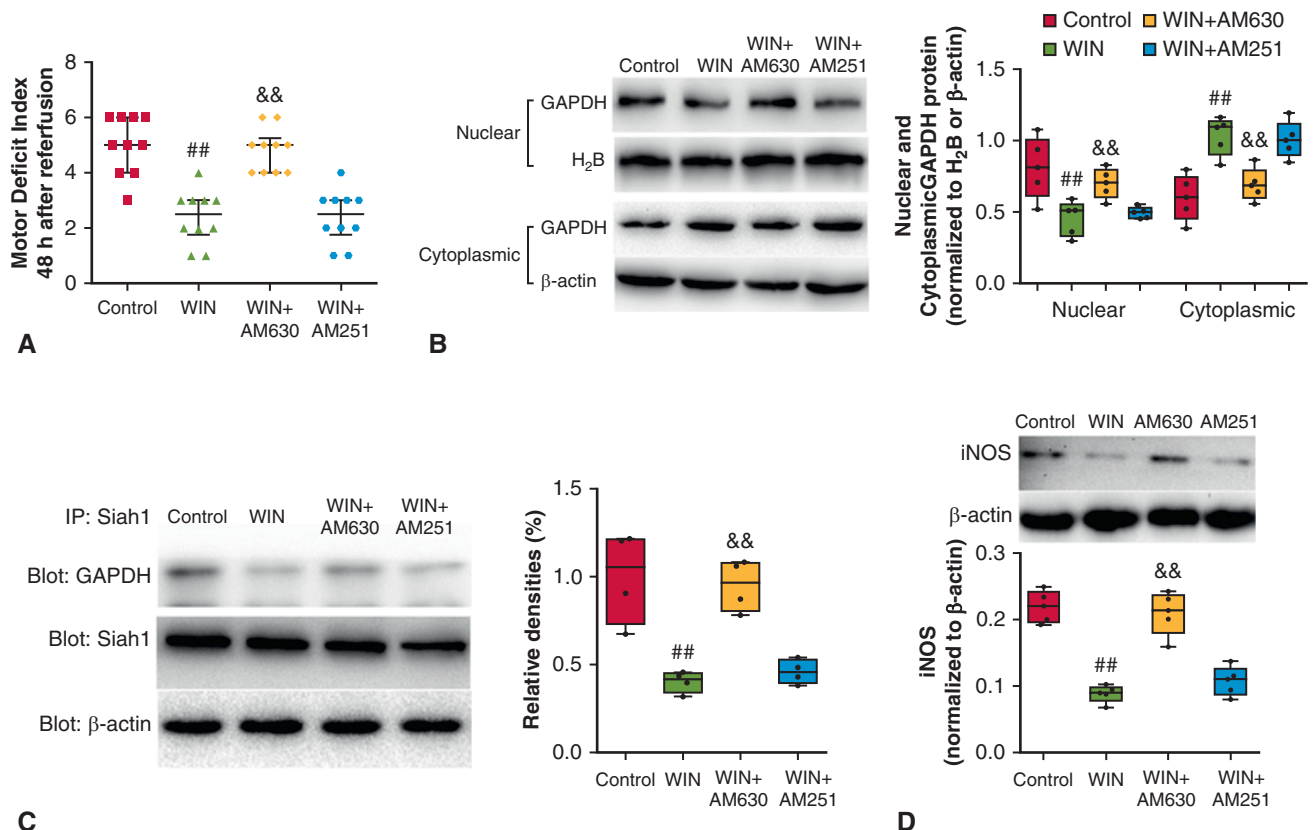 Motor Deficit Index
48 h after referfusion
8
6
4
2
0
##
&&
Control
WIN
WIN+
AM630
WIN+
AM251
A
Control
WIN
WIN+
AM630
WIN+
AM251
Nuclear
GAPDH
H2B
Cytoplasmic
GAPDH
β-actin
B
Control
WIN
WIN+AM630
WIN+AM251
Nuclear and
CytoplasmicGAPDH protein
(normalized to H2B or β-actin)
1.5
1.0
0.5
0.0
##
&&
##
&&
Nuclear
Cytoplasmic
IP: Siah1
Control
WIN
WIN+
AM630
WIN+
AM251
Blot: GAPDH
Blot: Siah1
Blot: β-actin
C
Relative densities (%)
1.5
1.0
0.5
0.0
##
&&
Control
WIN
WIN+
AM630
WIN+
AM251
Control WIN AM630 AM251
iNOS
β-actin
iNOS
(normalized to β-actin)
0.3
0.2
0.1
0.0
##
&&
Control
WIN
WIN+
AM630
WIN+
AM251
D